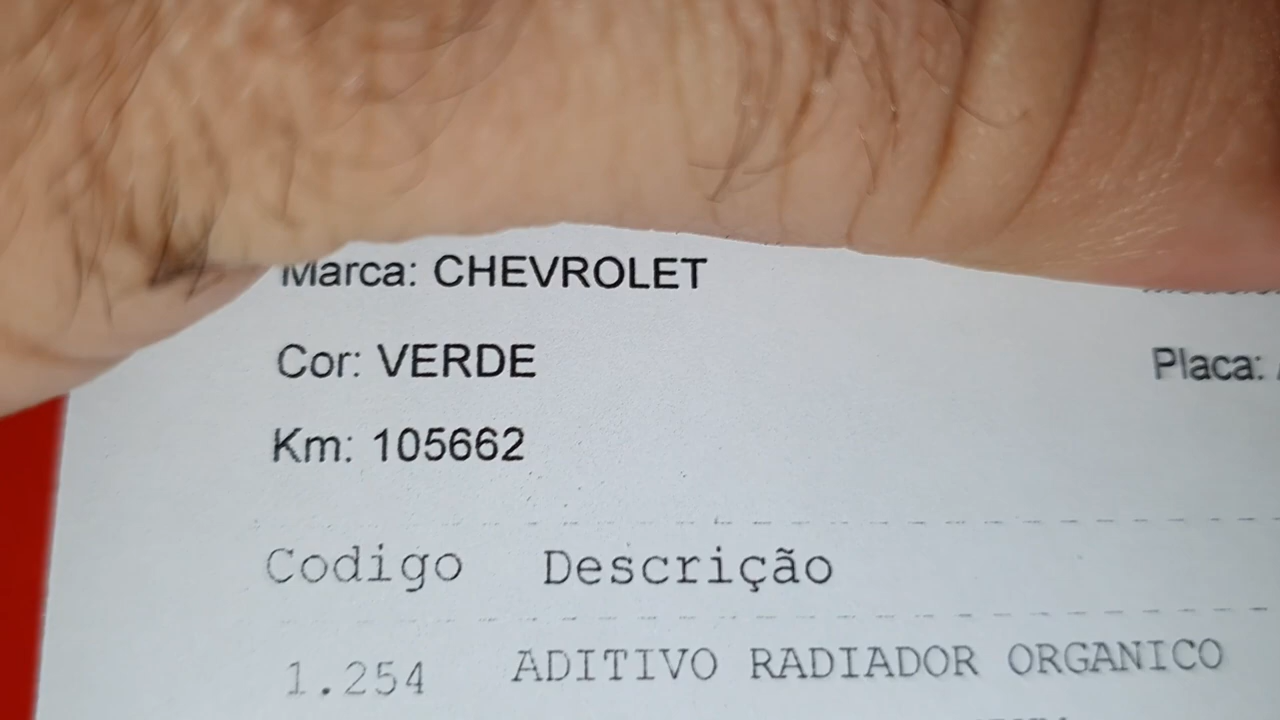 Marca: CHEVROLET
Cor: VERDE
Placa:
Km: 105662
Codigo Descrição
1.254 ADITIVO RADIADOR ORGANICO